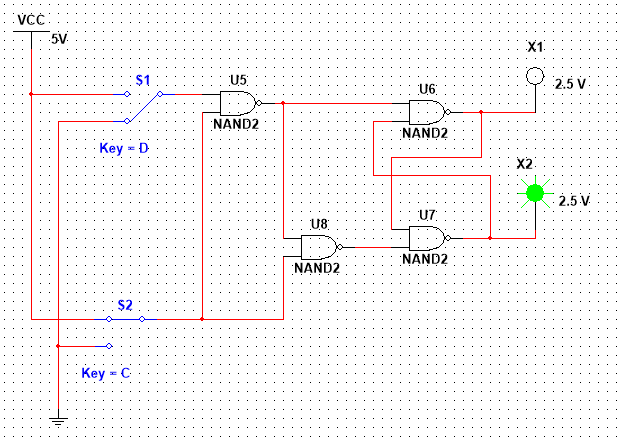 VCC
5V
S1
Key = D
U5
NAND2
U6
NAND2
X1
2.5 V
X2
2.5 V
U7
NAND2
U8
NAND2
S2
Key = C